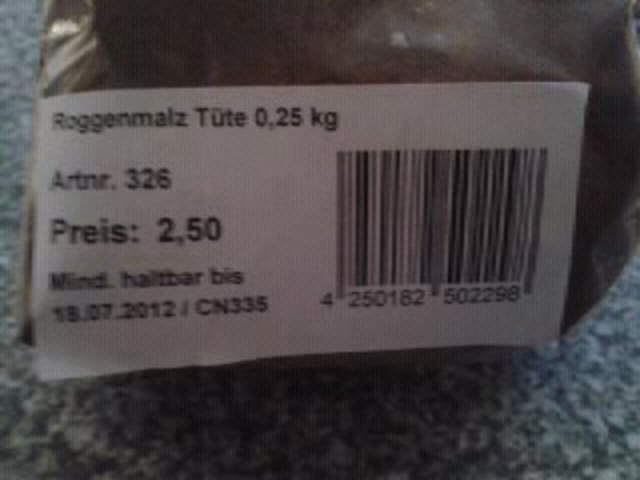 Roggenmalz Tüte 0,25 kg
Artnr. 326
Preis: 2,50
Mind. haltbar bis
18.07.2012 / CN335
4 250182 502298